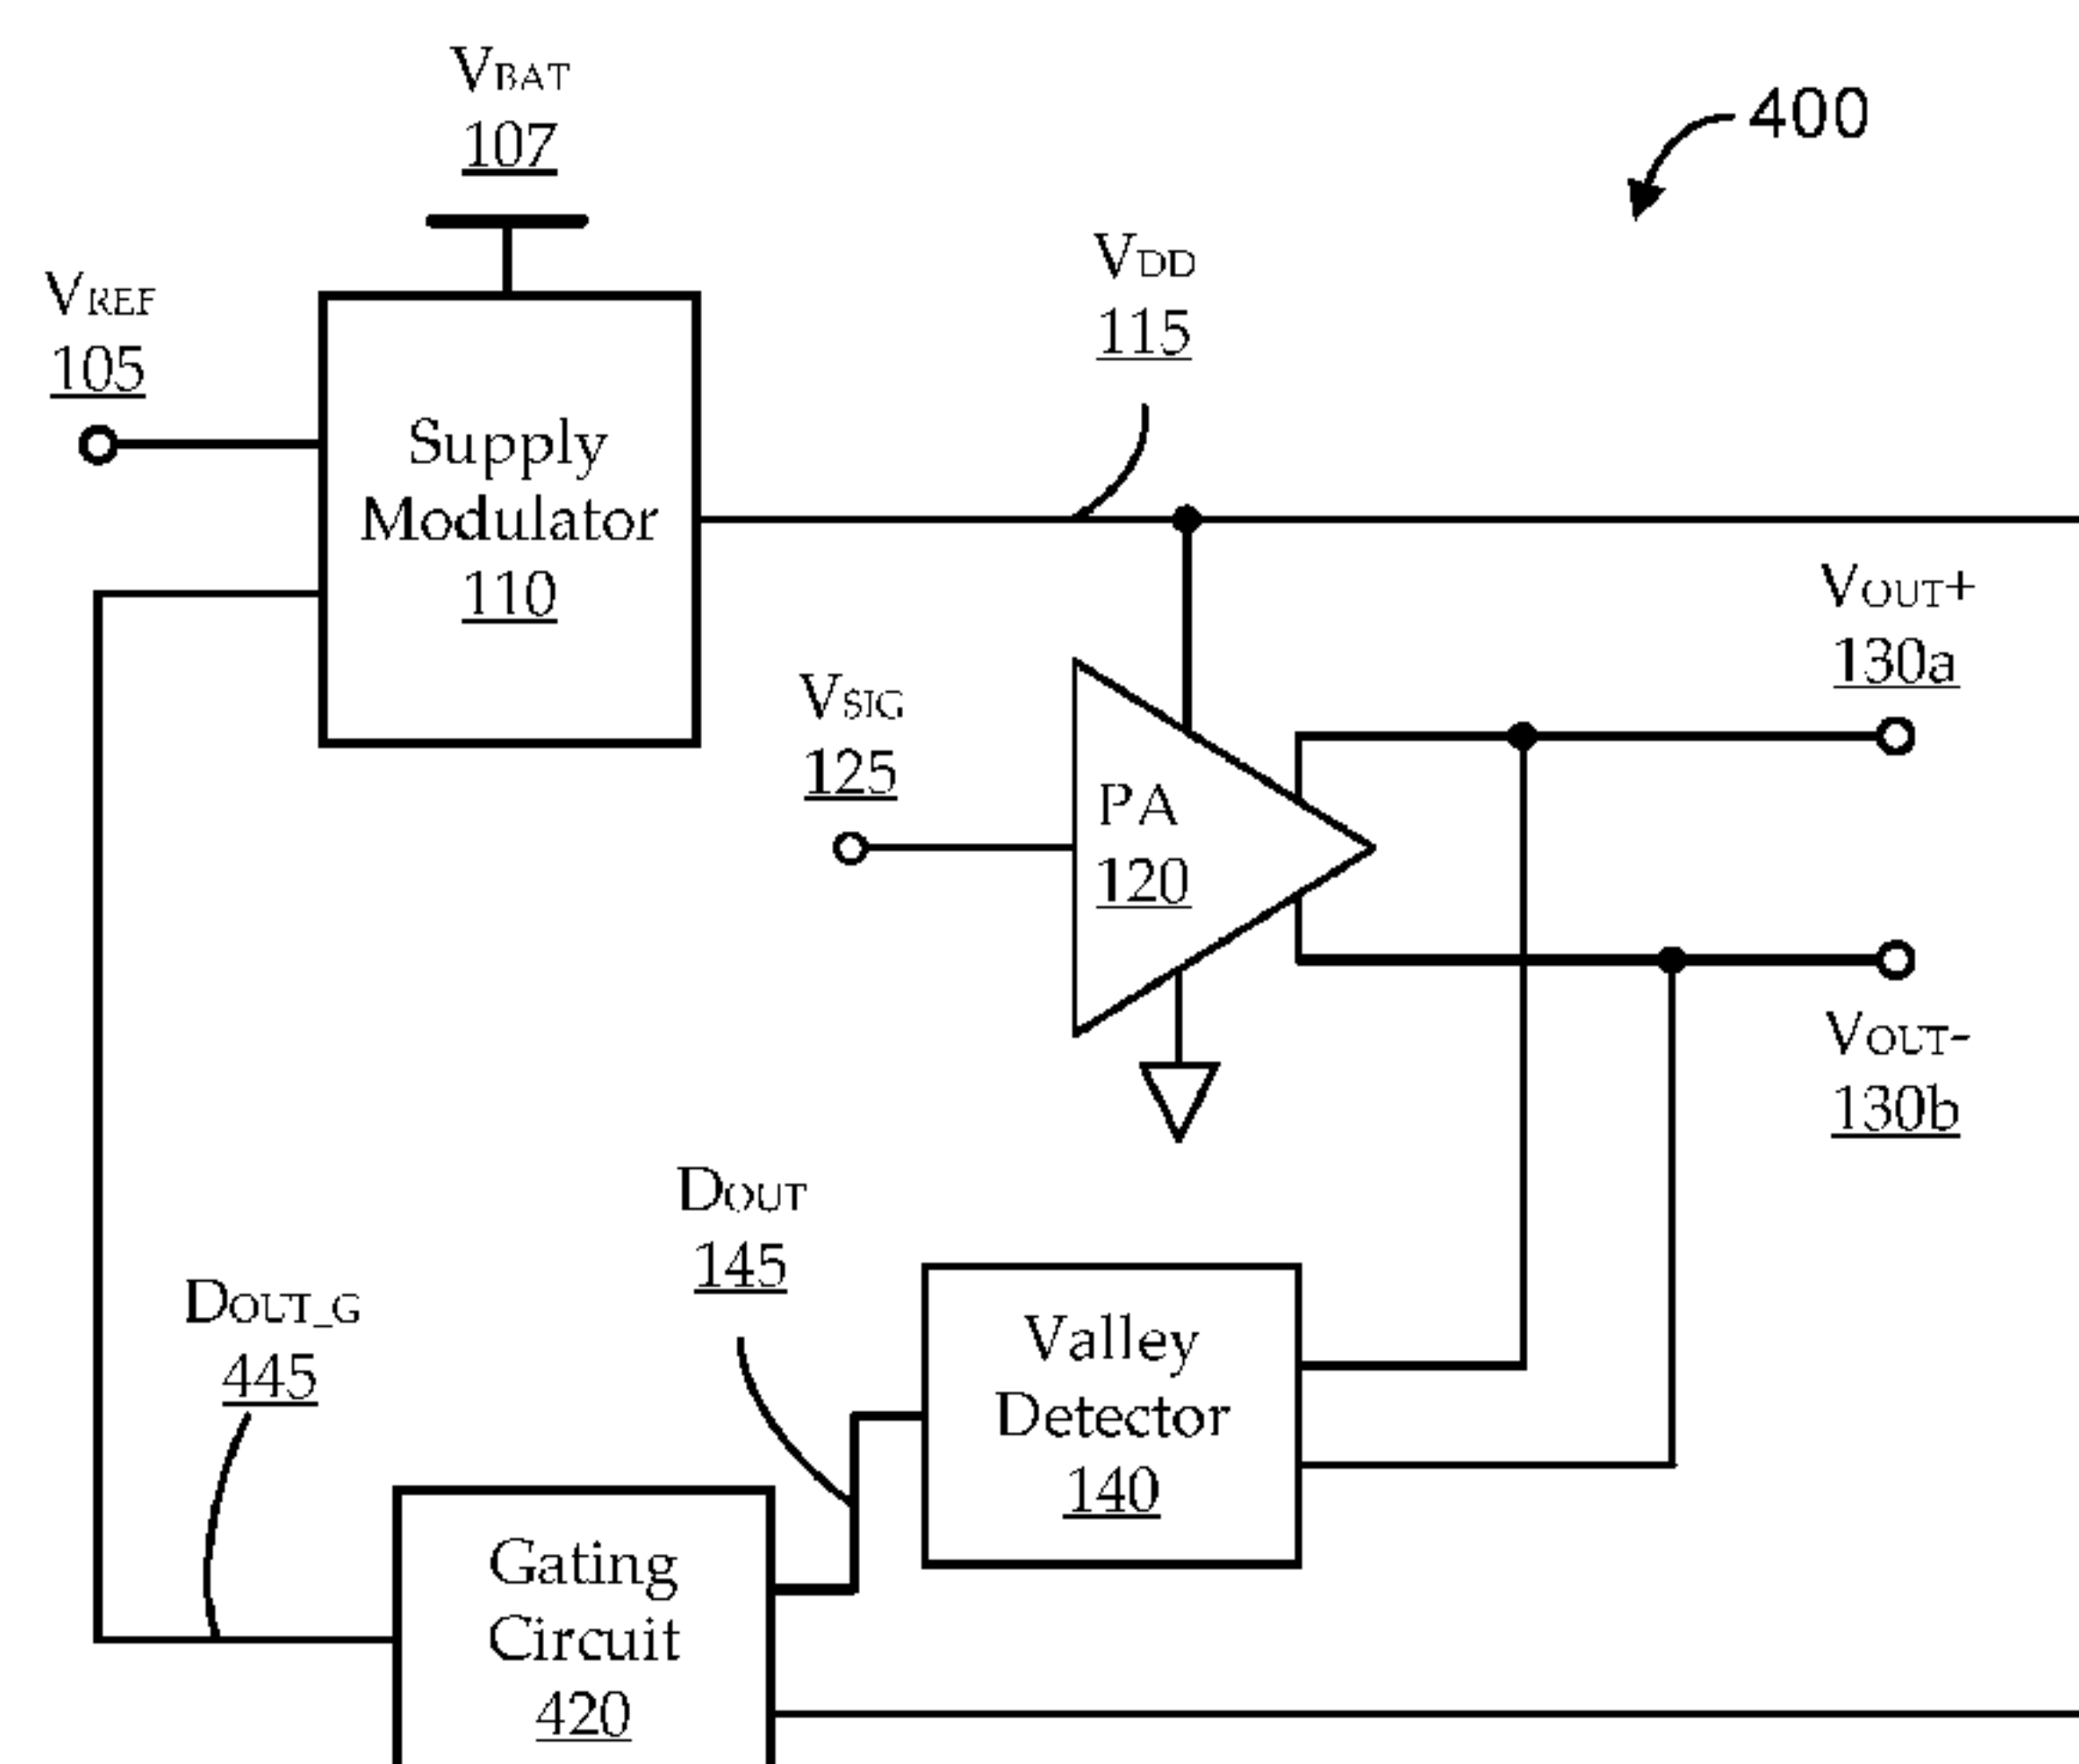 VBAT
107
400
VREF
105
VDD
115
Supply
Modulator
110
VOUT+
130a
VSIG
125
PA
120
VOUT-
130b
DOUT
145
DOUT_G
445
Valley
Detector
140
Gating
Circuit
420